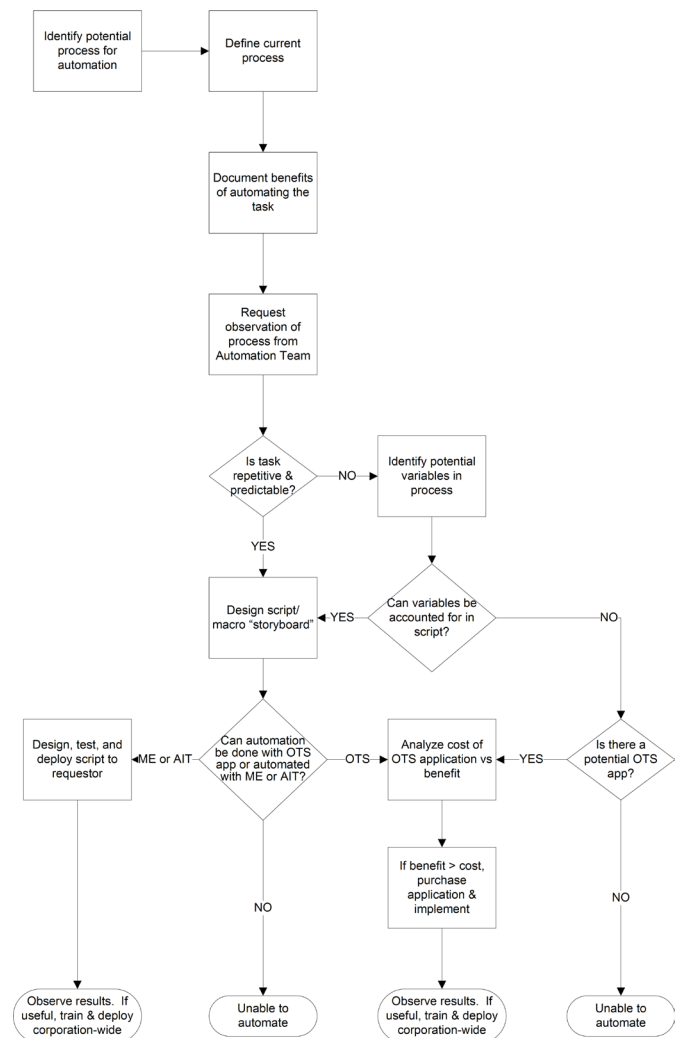 Identify potential
process for
automation
Define current
process
Document benefits
of automating the
task
Request
observation of
process from
Automation Team
Is task
repetitive &
predictable?
NO
Identify potential
variables in
process
YES
Design script/
macro “storyboard”
YES
Can variables be
accounted for in
script?
NO
Design, test, and
deploy script to
requestor
ME or AIT
Can automation
be done with OTS
app or automated
with ME or AIT?
OTS
Analyze cost of
OTS application vs
benefit
YES
Is there a
potential OTS
app?
If benefit > cost,
purchase
application &
implement
NO
NO
Observe results.  If
useful, train & deploy
corporation-wide
Unable to
automate
Observe results.  If
useful, train & deploy
corporation-wide
Unable to
automate